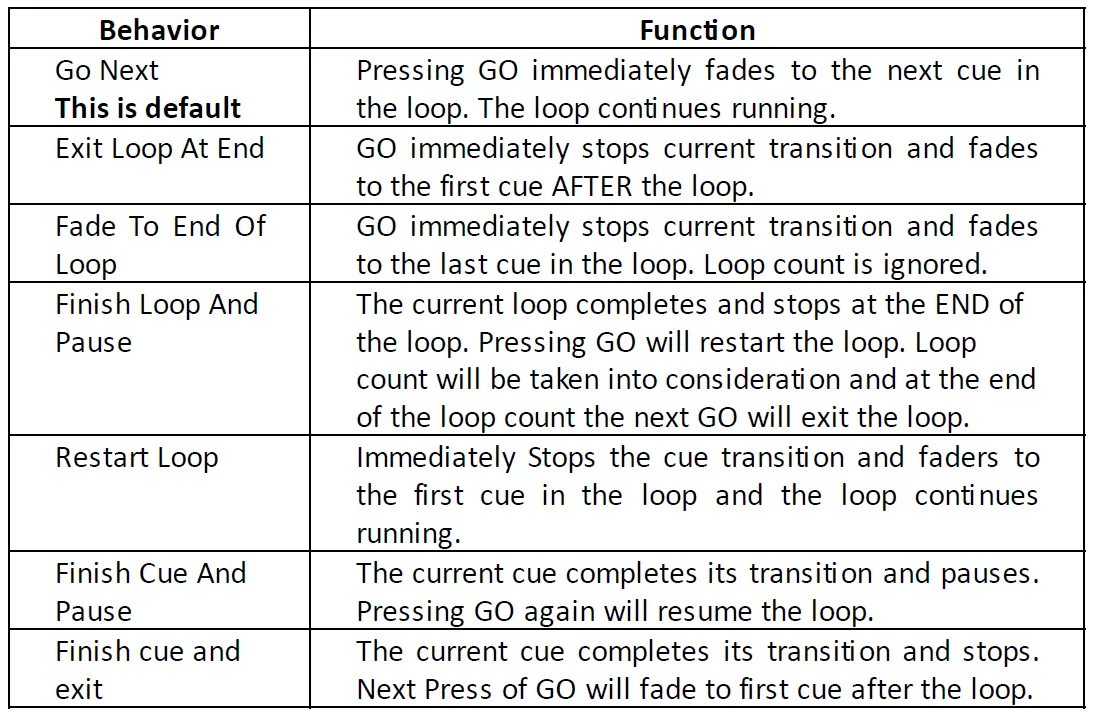 Behavior Function
Go Next
This is default
Pressing GO immediately fades to the next cue in
the loop. The loop continues running.
Exit Loop At End
GO immediately stops current transition and fades
to the first cue AFTER the loop.
Fade To End Of
Loop
GO immediately stops current transition and fades
to the last cue in the loop. Loop count is ignored.
Finish Loop And
Pause
The current loop completes and stops at the END of
the loop. Pressing GO will restart the loop. Loop
count will be taken into consideration and at the end
of the loop count the next GO will exit the loop.
Restart Loop
Immediately Stops the cue transition and faders to
the first cue in the loop and the loop continues
running.
Finish Cue And
Pause
The current cue completes its transition and pauses.
Pressing GO again will resume the loop.
Finish cue and
exit
The current cue completes its transition and stops.
Next Press of GO will fade to first cue after the loop.